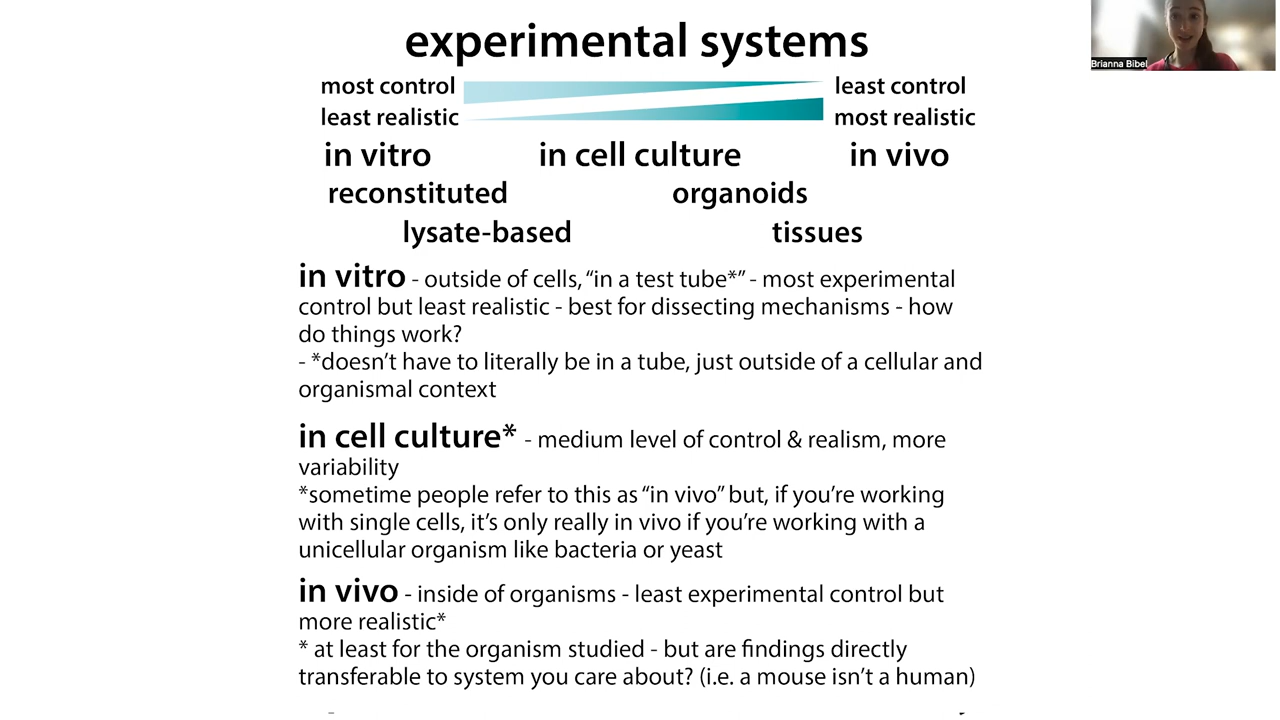 experimental systems
Brianna Bibel
most control least control
least realistic most realistic
in vitro in cell culture in vivo
reconstituted organoids
lysate-based tissues
in vitro - outside of cells, “in a test tube*” - most experimental
control but least realistic - best for dissecting mechanisms - how
do things work?
- *doesn’t have to literally be in a tube, just outside of a cellular and
organismal context
in cell culture* - medium level of control & realism, more
variability
*sometime people refer to this as “in vivo” but, if you’re working
with single cells, it’s only really in vivo if you’re working with a
unicellular organism like bacteria or yeast
in vivo - inside of organisms - least experimental control but
more realistic*
* at least for the organism studied - but are findings directly
transferable to system you care about? (i.e. a mouse isn’t a human)